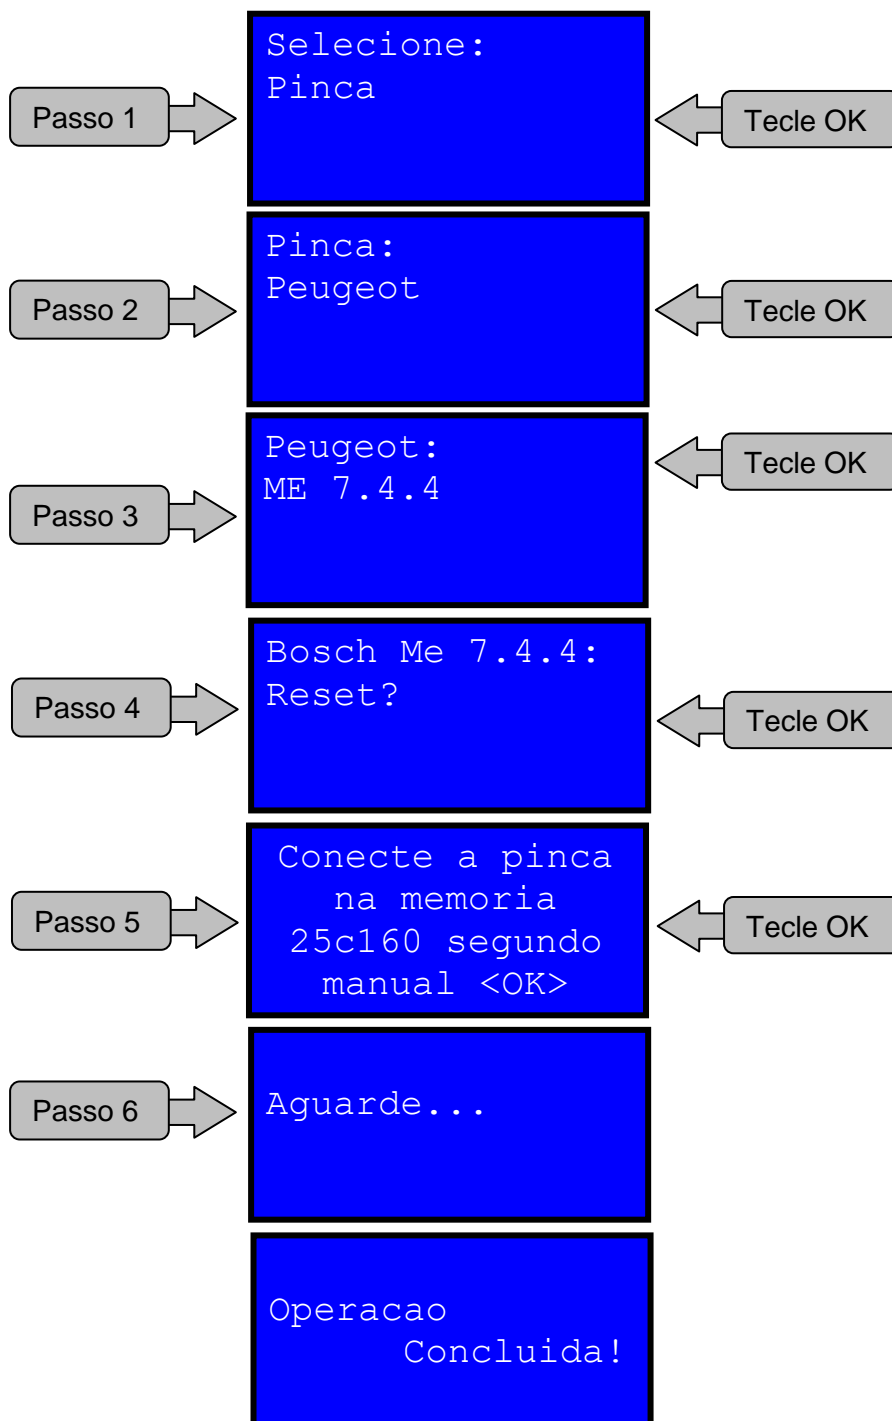 Selecione:
Pinca
Passo 1
Tecle OK
Pinca:
Peugeot
Passo 2
Tecle OK
Peugeot:
ME 7.4.4
Passo 3
Tecle OK
Bosch Me 7.4.4:
Reset?
Passo 4
Tecle OK
Conecte a pinca
na memoria
25c160 segundo
manual <OK>
Passo 5
Tecle OK
Aguarde...
Passo 6
Operacao
Concluida!